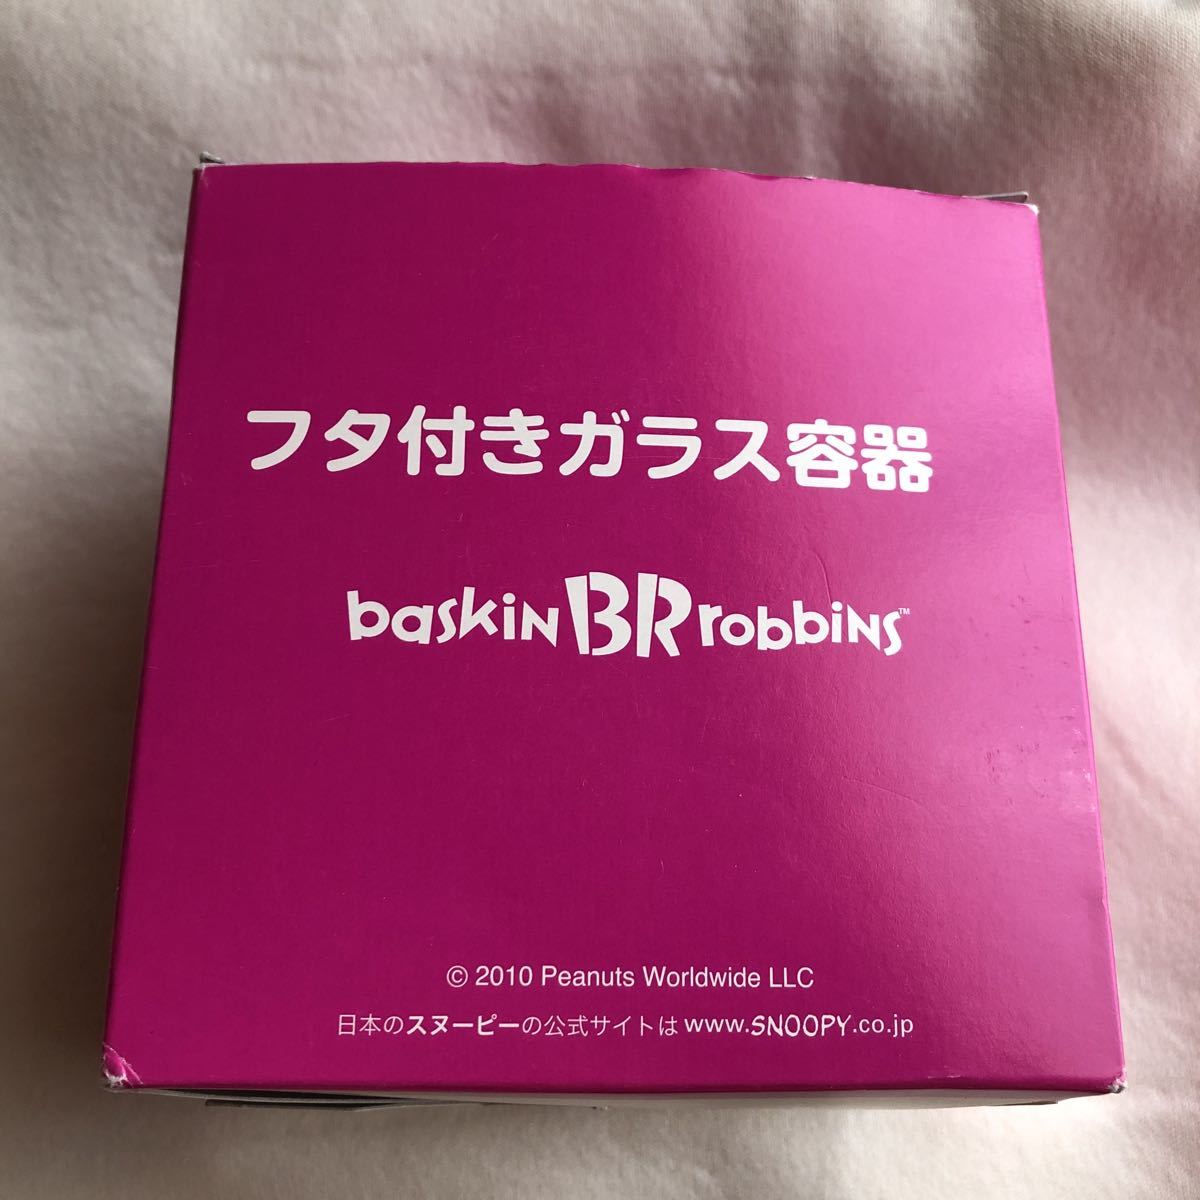 フタ付きガラス容器
baskin BR robbins™
© 2010 Peanuts Worldwide LLC
日本のスヌーピーの公式サイトは www.SNOOPY.co.jp